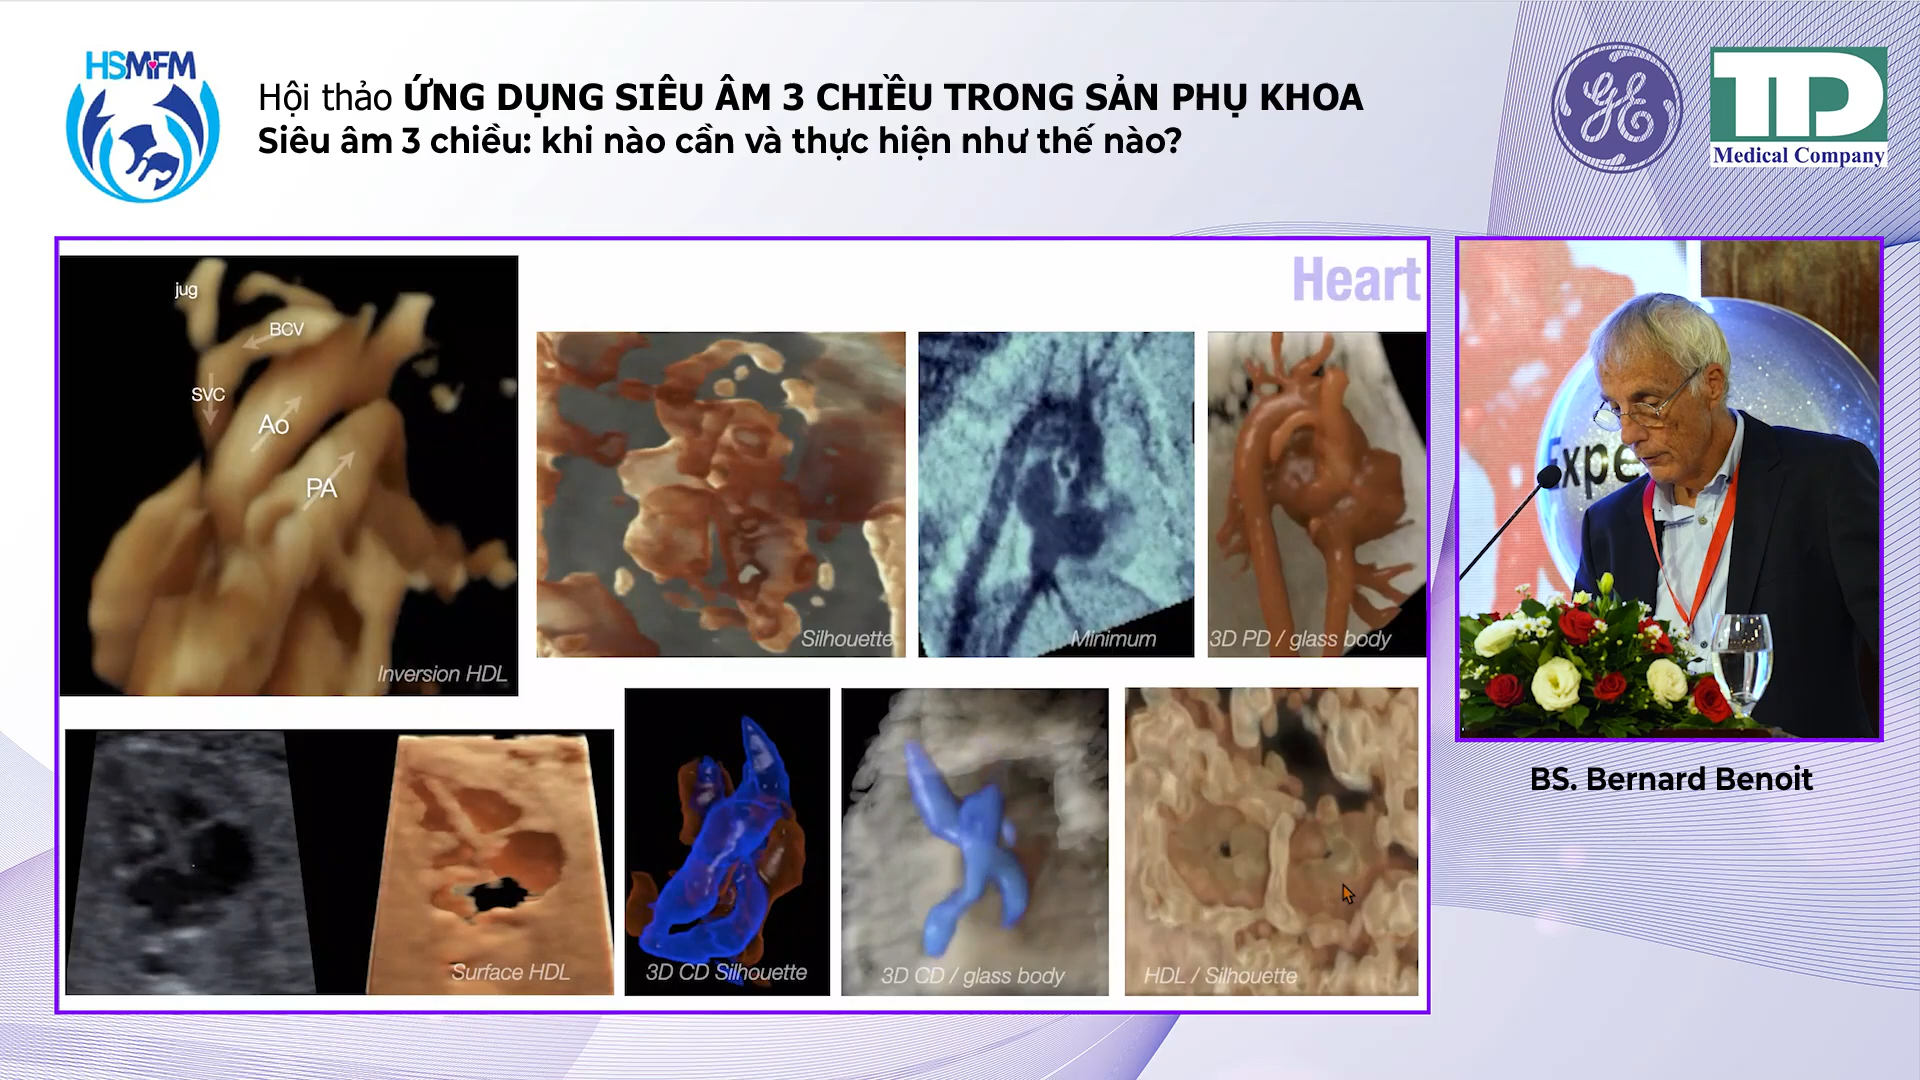 HSMFM
Hội thảo ỨNG DỤNG SIÊU ÂM 3 CHIỀU TRONG SẢN PHỤ KHOA
Siêu âm 3 chiều: khi nào cần và thực hiện như thế nào?
GE
TD
Medical Company
Heart
jug
BCV
SVC
Ao
PA
Inversion HDL
Silhouette
Minimum
3D PD / glass body
Surface HDL
3D CD Silhouette
3D CD / glass body
HDL / Silhouette
Expe
BS. Bernard Benoit